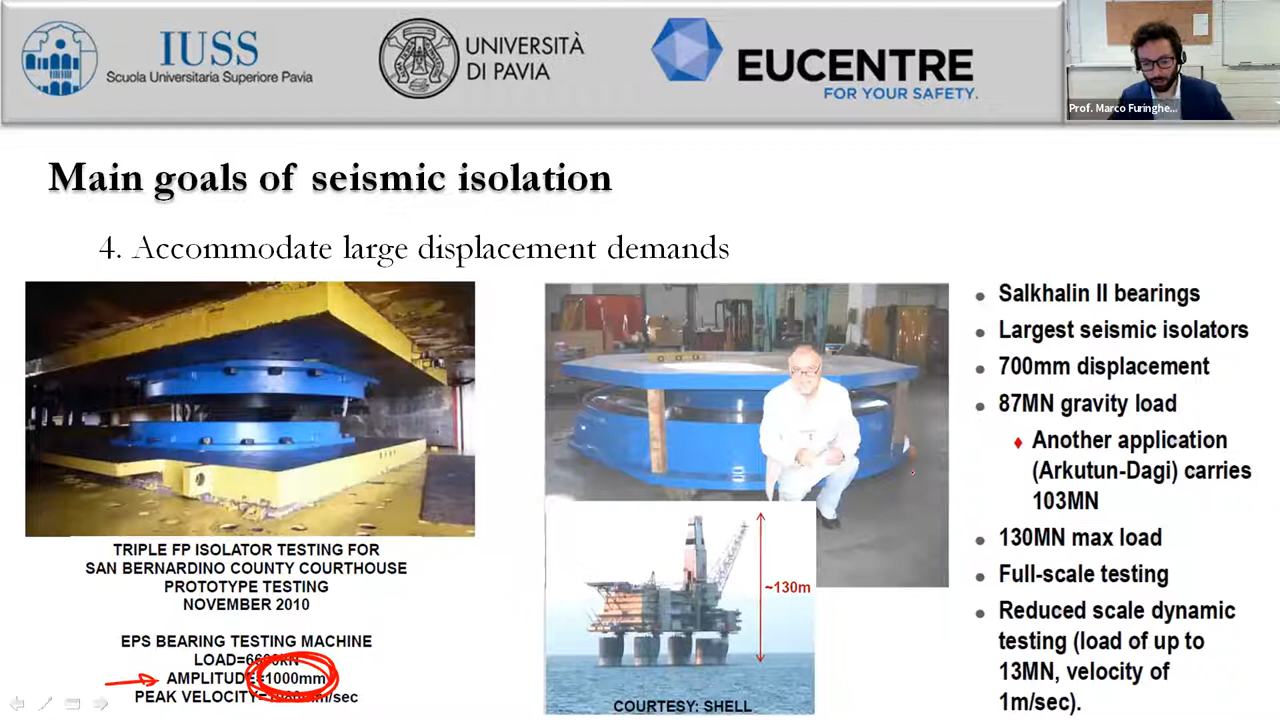 IUSS
Scuola Universitaria Superiore Pavia
UNIVERSITÀ
DI PAVIA
EUCENTRE
FOR YOUR SAFETY.
Prof. Marco Furinghe...
Main goals of seismic isolation
4. Accommodate large displacement demands
TRIPLE FP ISOLATOR TESTING FOR
SAN BERNARDINO COUNTY COURTHOUSE
PROTOTYPE TESTING
NOVEMBER 2010
EPS BEARING TESTING MACHINE
AMPLITUDE=1000mm
PEAK VELOCITY=
~130m
COURTESY: SHELL
Salkhalin II bearings
Largest seismic isolators
700mm displacement
87MN gravity load
Another application
(Arkutun-Dagi) carries
103MN
130MN max load
Full-scale testing
Reduced scale dynamic
testing (load of up to
13MN, velocity of
1m/sec).